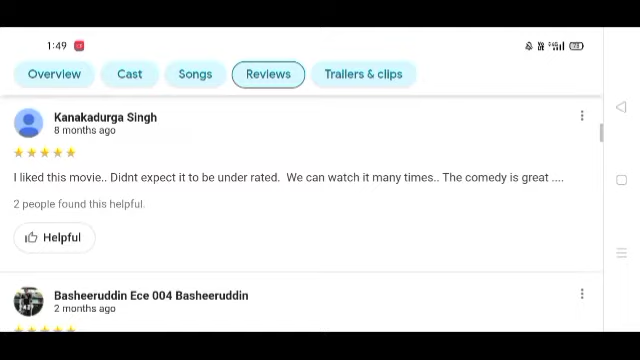 1:49
Overview Cast Songs Reviews Trailers & clips
Kanakadurga Singh
8 months ago
I liked this movie.. Didnt expect it to be under rated. We can watch it many times.. The comedy is great ....
2 people found this helpful.
Helpful
Basheeruddin Ece 004 Basheeruddin
2 months ago